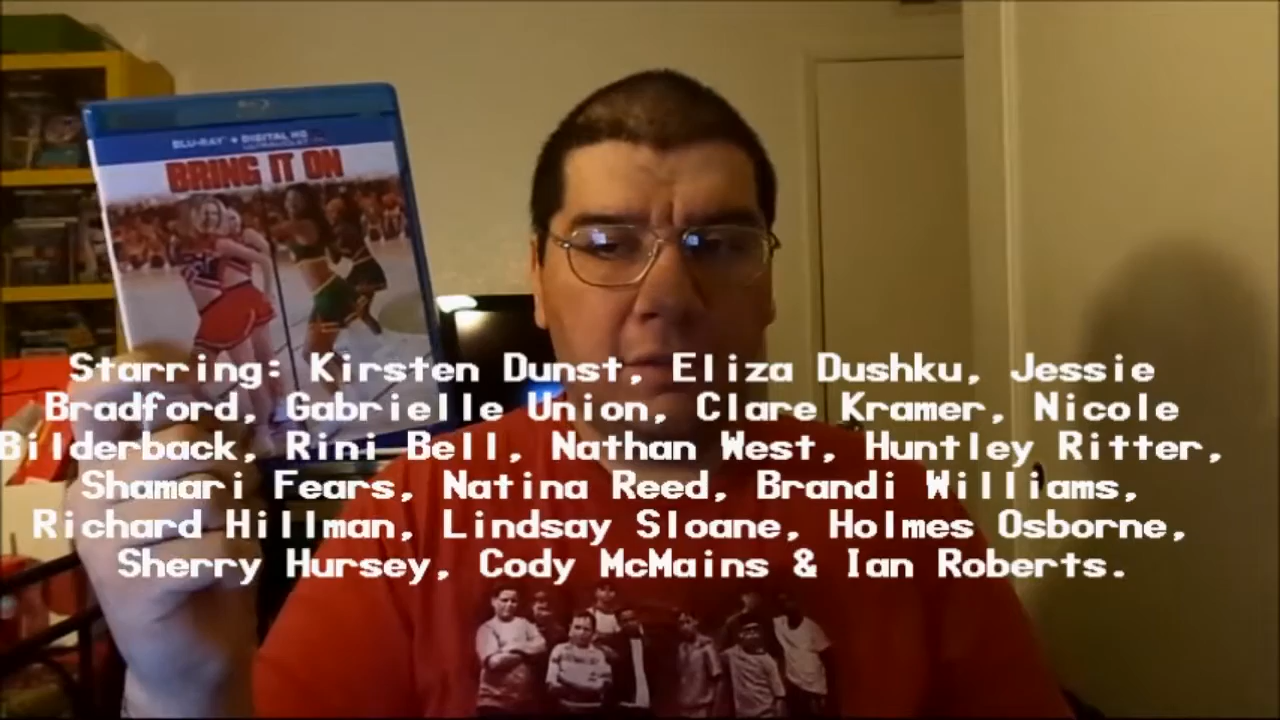 BLU-RAY + DIGITAL HD
ULTRAVIOLET
BRING IT ON
Starring: Kirsten Dunst, Eliza Dushku, Jessie
Bradford, Gabrielle Union, Clare Kramer, Nicole
Bilderback, Rini Bell, Nathan West, Huntley Ritter,
Shamari Fears, Natina Reed, Brandi Williams,
Richard Hillman, Lindsay Sloane, Holmes Osborne,
Sherry Hursey, Cody McMains & Ian Roberts.